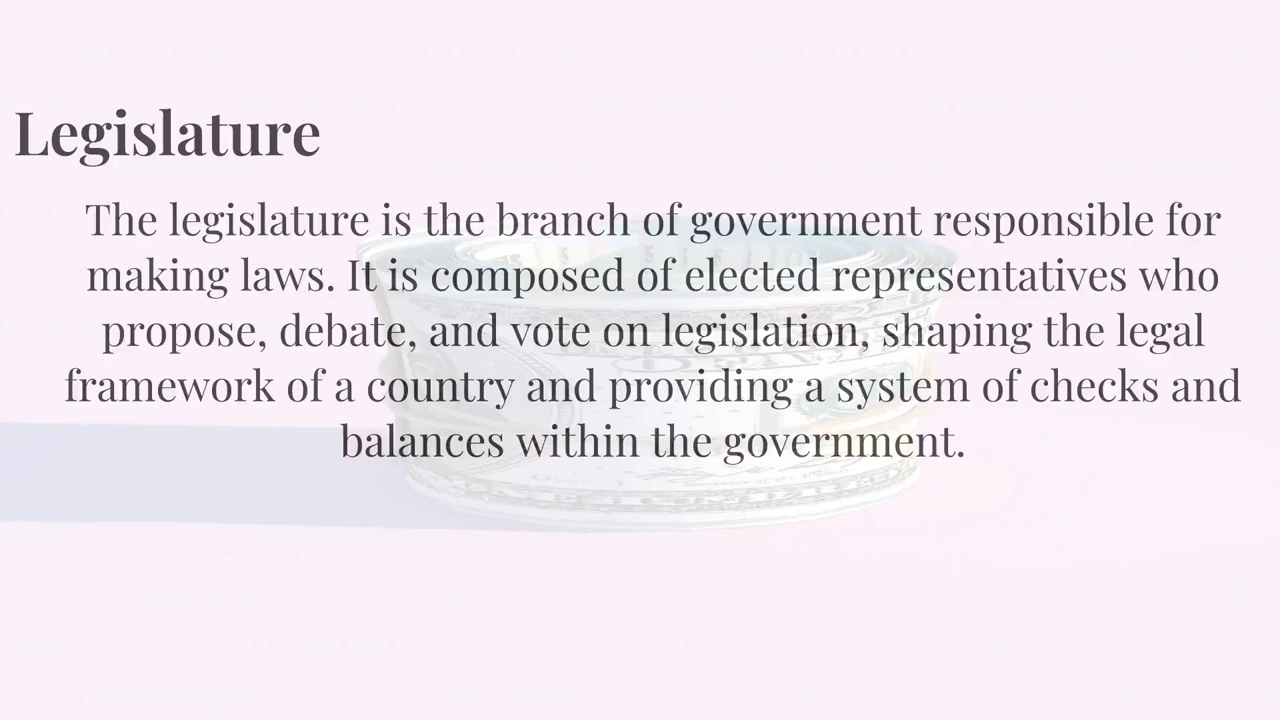 Legislature
The legislature is the branch of government responsible for
making laws. It is composed of elected representatives who
propose, debate, and vote on legislation, shaping the legal
framework of a country and providing a system of checks and
balances within the government.